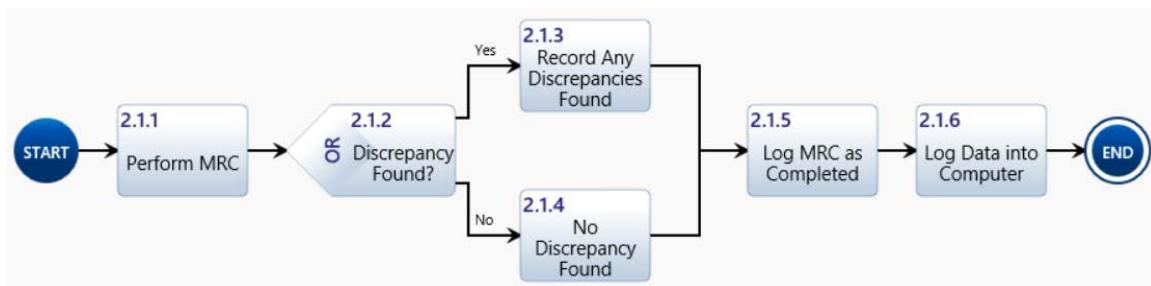 START
2.1.1
Perform MRC
OR
2.1.2
Discrepancy
Found?
Yes
2.1.3
Record Any
Discrepancies
Found
No
2.1.4
No
Discrepancy
Found
2.1.5
Log MRC as
Completed
2.1.6
Log Data into
Computer
END